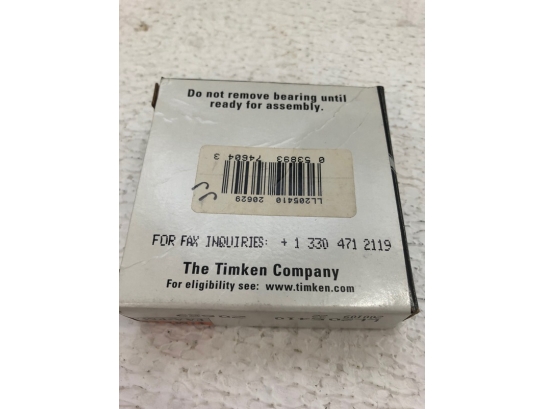 Do not remove bearing until
ready for assembly.
LL205410 20629
0 53893 74604 3
FOR FAX INQUIRIES: + 1 330 471 2119
The Timken Company
For eligibility see: www.timken.com